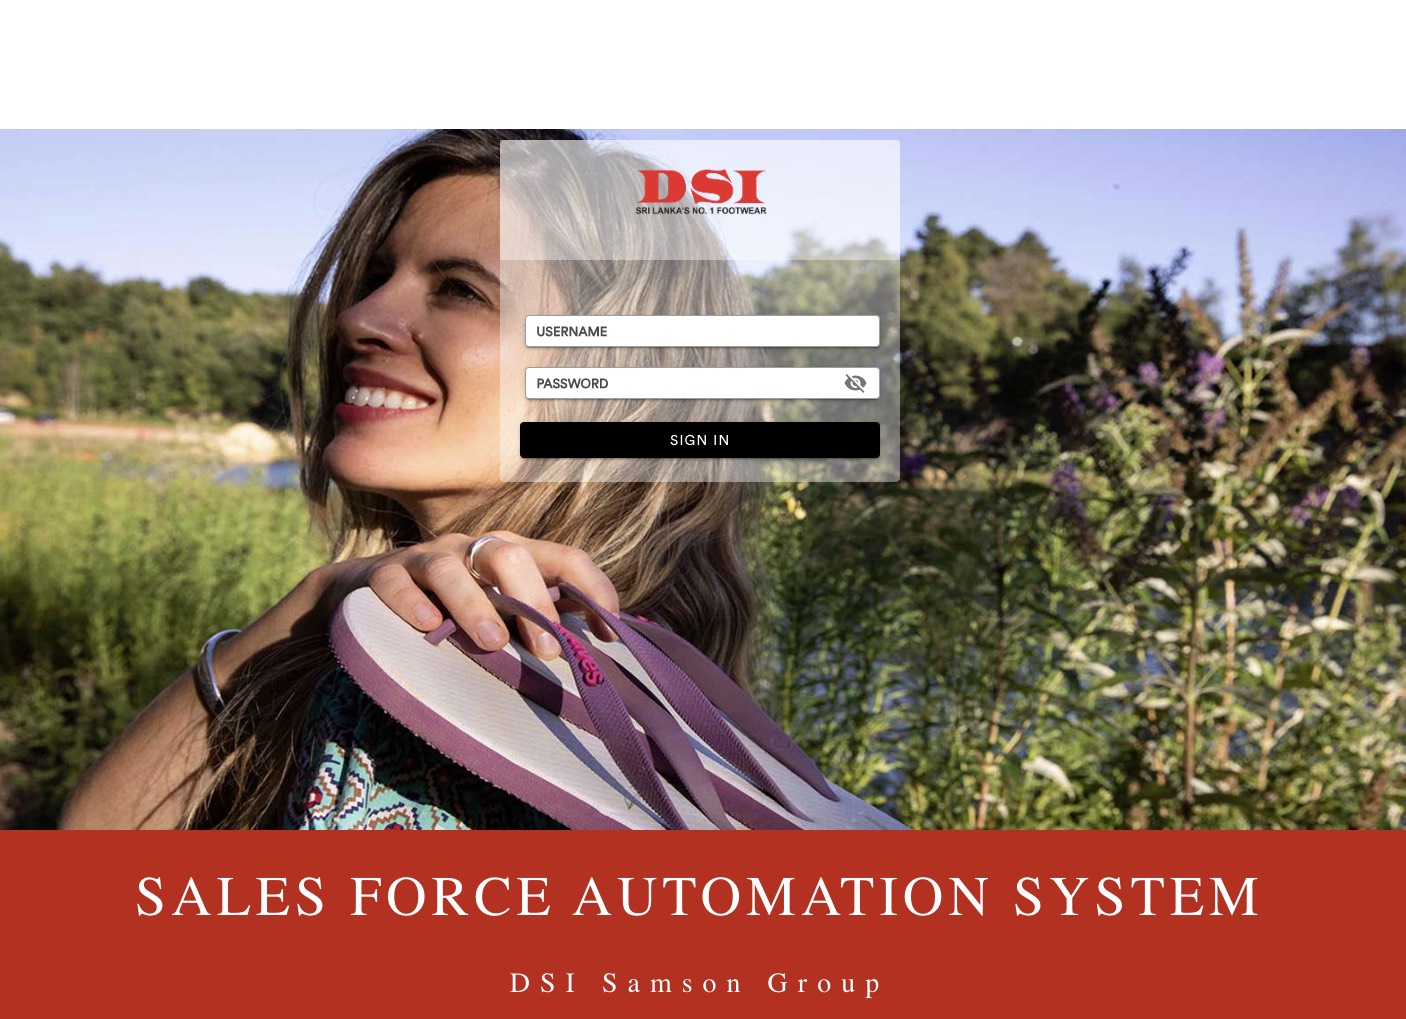 DSI
SRI LANKA'S NO. 1 FOOTWEAR
USERNAME
PASSWORD
SIGN IN
SALES FORCE AUTOMATION SYSTEM
DSI Samson Group